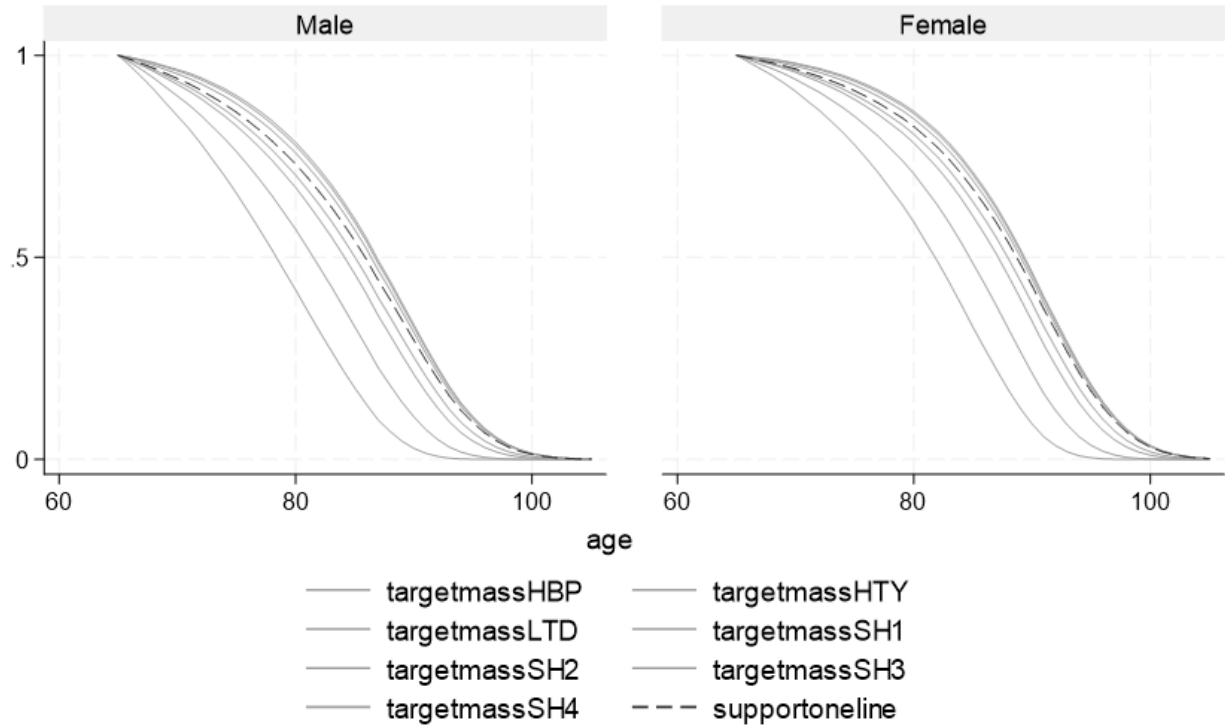 Male Female
1
.5
0
60 80 100 60 80 100
age
targetmassHBP targetmassHTY
targetmassLTD targetmassSH1
targetmassSH2 targetmassSH3
targetmassSH4 supportoneline